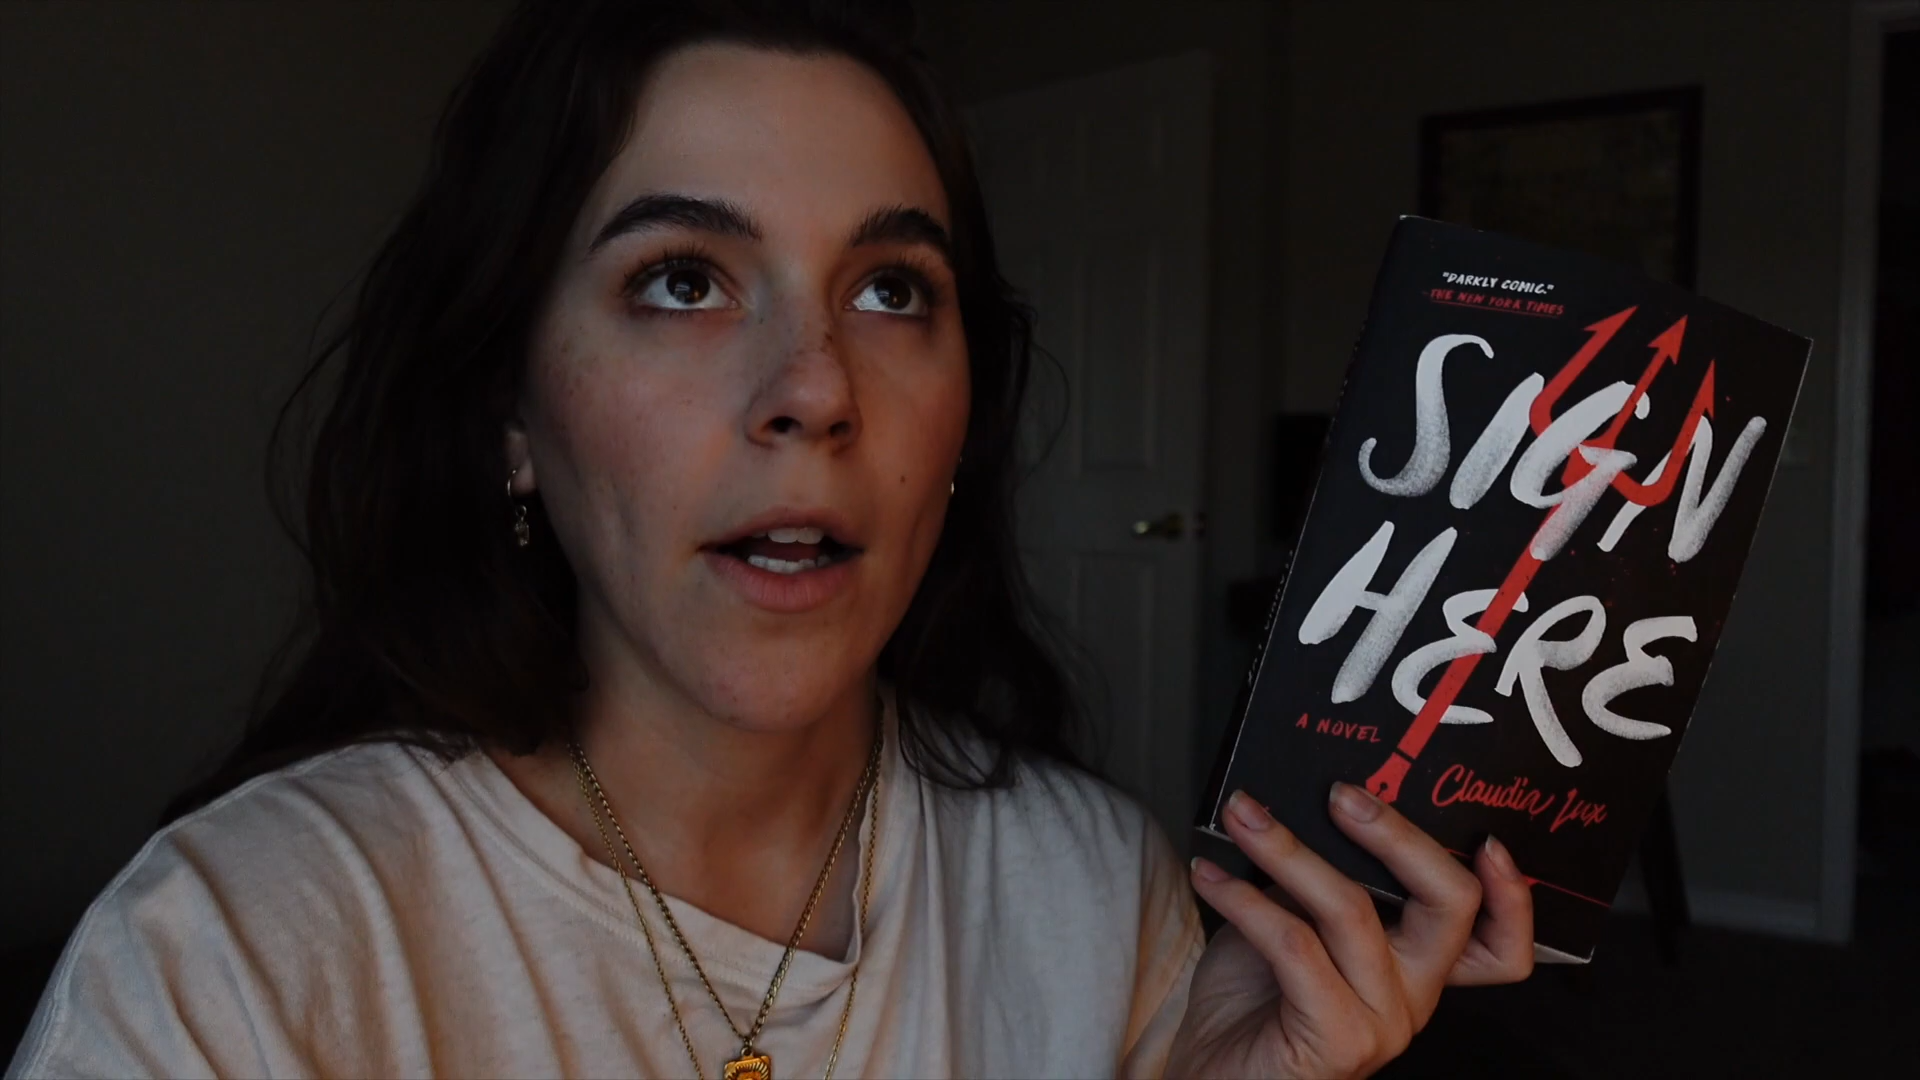 "DARKLY COMIC."
THE NEW YORK TIMES
SIGN
HERE
A NOVEL
Claudia Lux